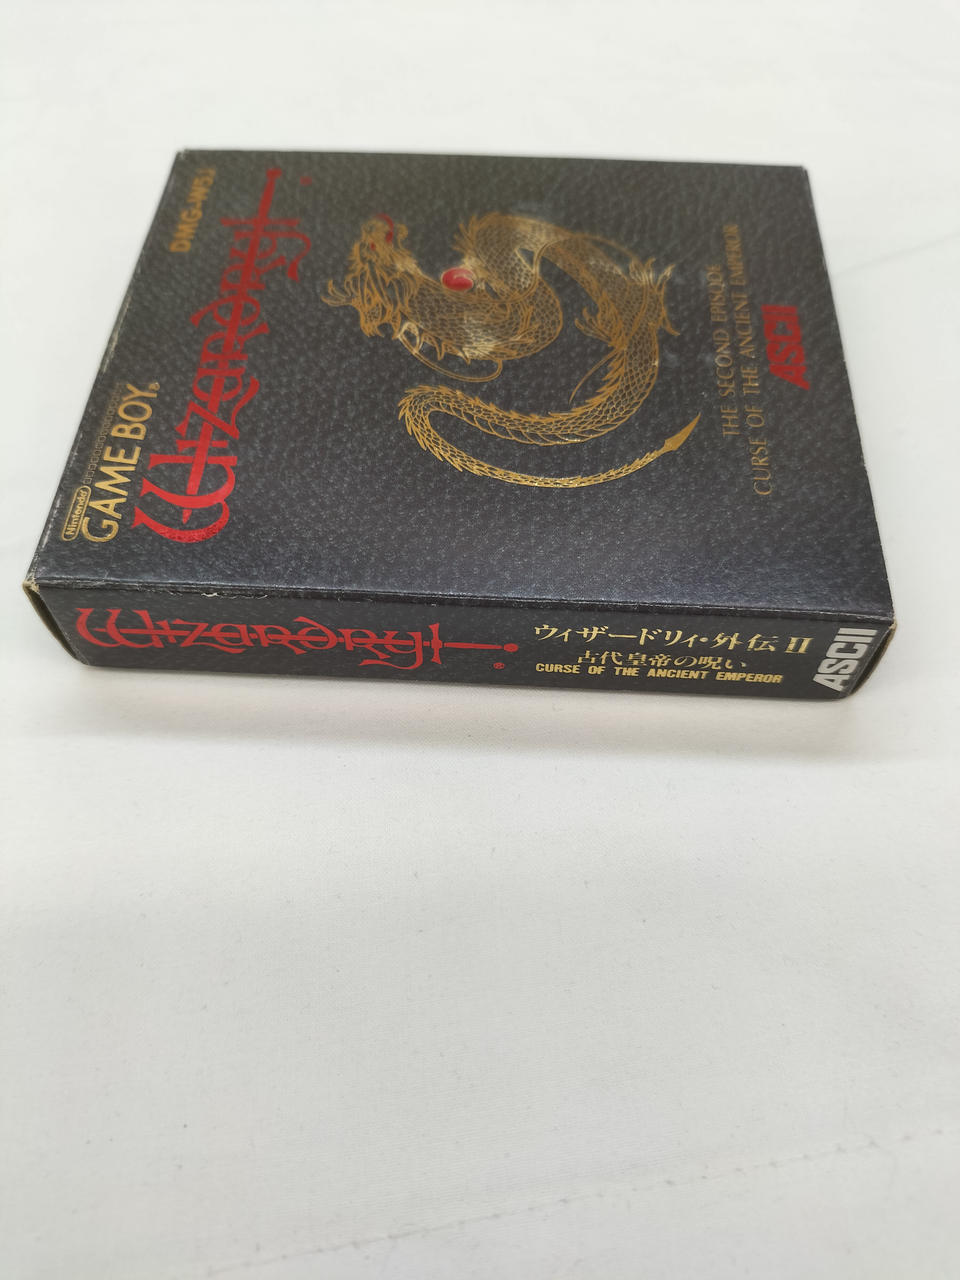 Nintendo
GAME BOY®
DMG-W5J
Wizardry
THE SECOND EPISODE
CURSE OF THE ANCIENT EMPEROR
ASCII
Wizardry®
ウィザードリィ・外伝 II
古代皇帝の呪い
CURSE OF THE ANCIENT EMPEROR
ASCII